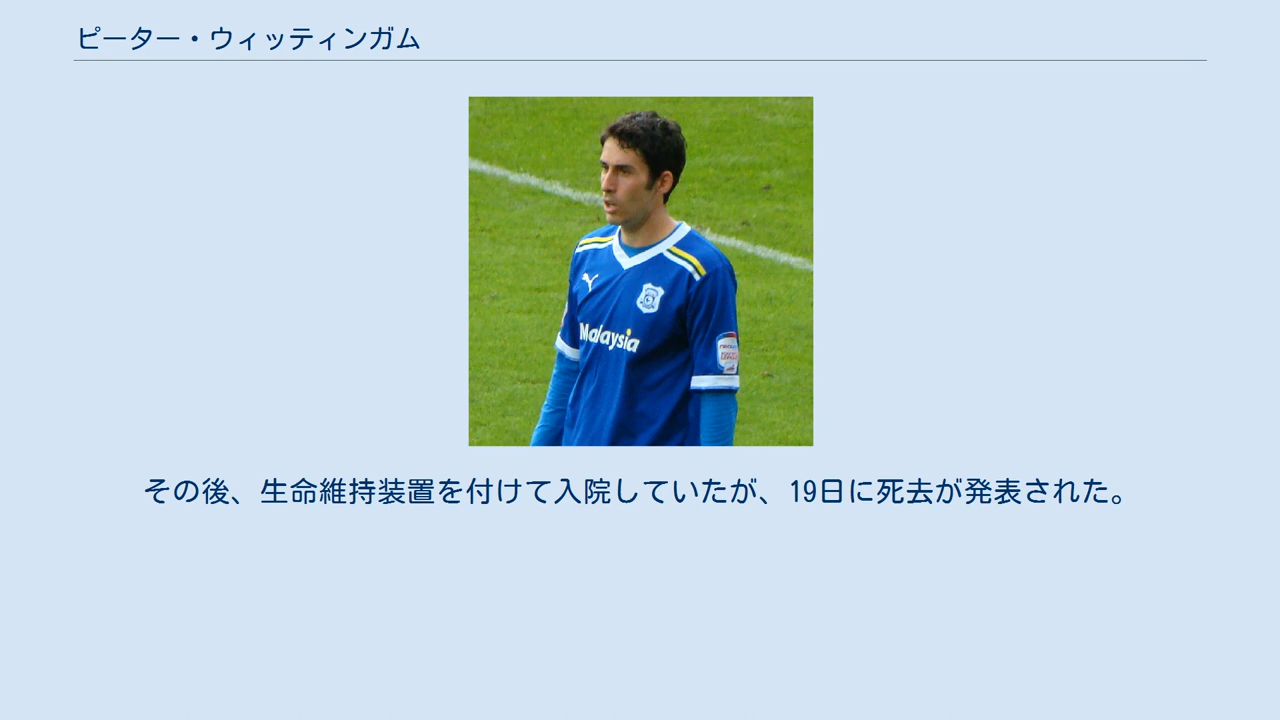 ピーター・ウィッティンガム
Malaysia
その後、生命維持装置を付けて入院していたが、19日に死去が発表された。